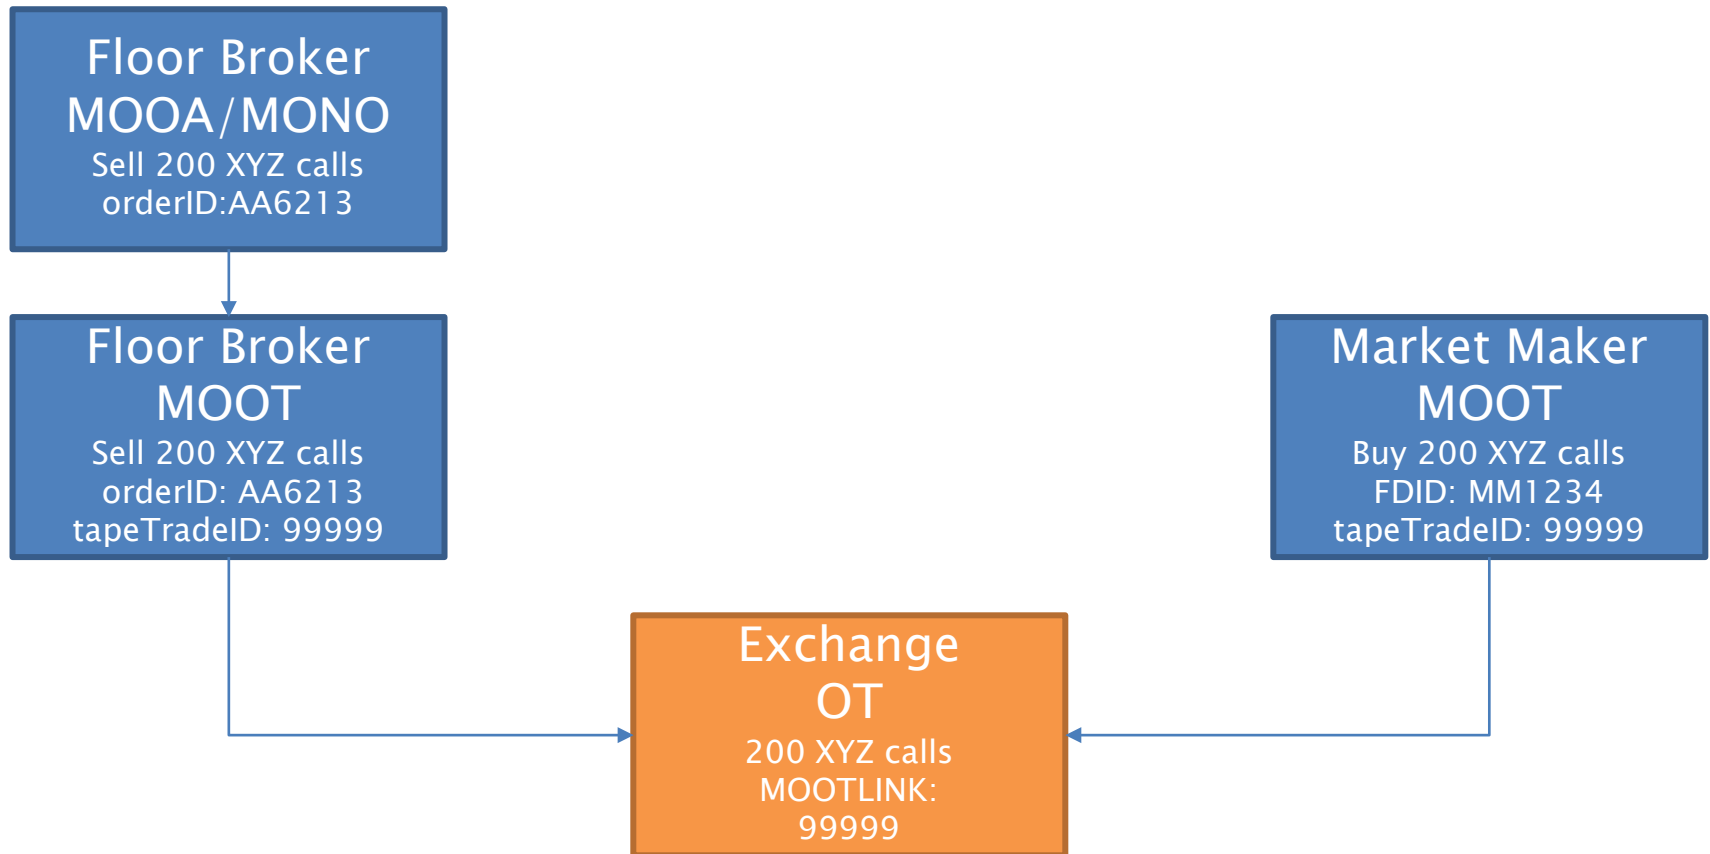 Floor Broker
MOOA/MONO
Sell 200 XYZ calls
orderID:AA6213
Floor Broker
MOOT
Sell 200 XYZ calls
orderID: AA6213
tapeTradeID: 99999
Market Maker
MOOT
Buy 200 XYZ calls
FDID: MM1234
tapeTradeID: 99999
Exchange
OT
200 XYZ calls
MOOTLINK:
99999